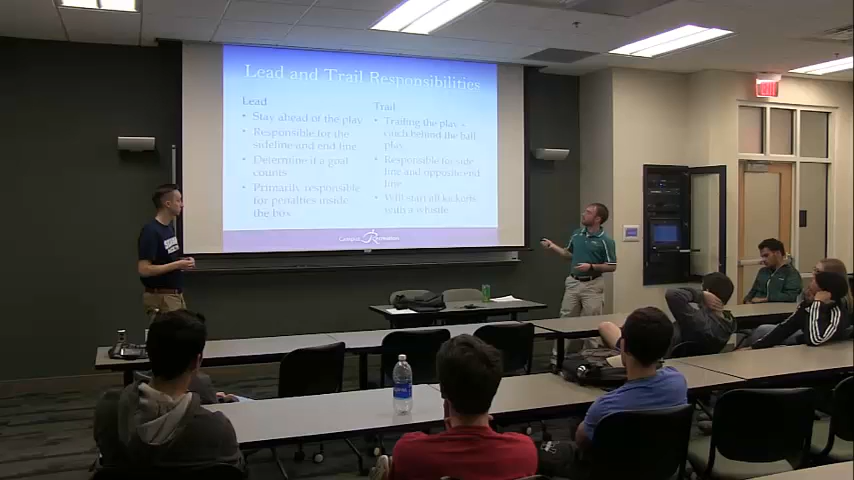 Lead and Trail Responsibilities
Lead
• Stay ahead of the play
• Responsible for the
sideline and end line
• Determine if a goal
counts
• Primarily responsible
for penalties inside
the box
Trail
• Trailing the play
behind the ball
play
• Responsible for side
line and opposite end
line
• Will start all kickoffs
with a whistle
Campus Recreation
EXIT